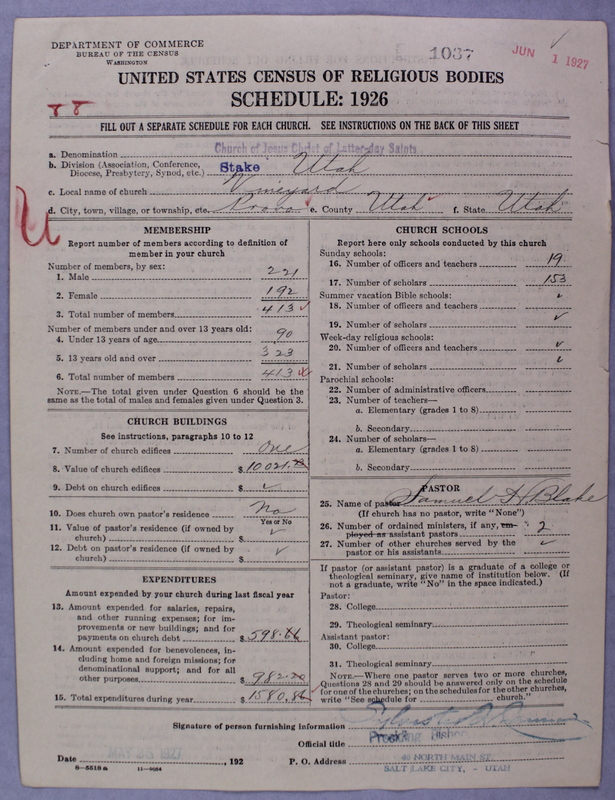 DEPARTMENT OF COMMERCE
BUREAU OF THE CENSUS
WASHINGTON
1037
JUN 1 1927
UNITED STATES CENSUS OF RELIGIOUS BODIES
SCHEDULE: 1926
FILL OUT A SEPARATE SCHEDULE FOR EACH CHURCH. SEE INSTRUCTIONS ON THE BACK OF THIS SHEET
a. Denomination Church of Jesus Christ of Latter-day Saints
b. Division (Association, Conference, Diocese, Presbytery, Synod, etc.) Stake Utah
c. Local name of church Vineyard
d. City, town, village, or township, etc. Provo e. County Utah f. State Utah
MEMBERSHIP
Report number of members according to definition of
member in your church
Number of members, by sex:
1. Male 221
2. Female 192
3. Total number of members 413
Number of members under and over 13 years old:
4. Under 13 years of age 90
5. 13 years old and over 323
6. Total number of members 413
NOTE.—The total given under Question 6 should be
same as the total of males and females given under Question 3.
CHURCH BUILDINGS
See instructions, paragraphs 10 to 12
7. Number of church edifices one
8. Value of church edifices $10021.
9. Debt on church edifices $
10. Does church own pastor's residence No
Yes or No
11. Value of pastor's residence (if owned by
church) $
12. Debt on pastor's residence (if owned by
church) $
EXPENDITURES
Amount expended by your church during last fiscal year
13. Amount expended for salaries, repairs,
and other running expenses; for im-
provements or new buildings; and for
payments on church debt $598.66
14. Amount expended for benevolences, in-
cluding home and foreign missions; for
denominational support; and for all
other purposes $982.20
15. Total expenditures during year $1580.86
CHURCH SCHOOLS
Report here only schools conducted by this church
Sunday schools:
16. Number of officers and teachers 19
17. Number of scholars 153
Summer vacation Bible schools:
18. Number of officers and teachers
19. Number of scholars
Week-day religious schools:
20. Number of officers and teachers
21. Number of scholars
Parochial schools:
22. Number of administrative officers
23. Number of teachers—
a. Elementary (grades 1 to 8)
b. Secondary
24. Number of scholars—
a. Elementary (grades 1 to 8)
b. Secondary
PASTOR
25. Name of pastor Samuel H Blake
(If church has no pastor, write "None")
26. Number of ordained ministers, if any, em-
ployed as assistant pastors 2
27. Number of other churches served by the
pastor or his assistants
If pastor (or assistant pastor) is a graduate of a college or
theological seminary, give name of institution below. (If
not a graduate, write "No" in the space indicated.)
Pastor:
28. College
29. Theological seminary
Assistant pastor:
30. College
31. Theological seminary
NOTE.—Where one pastor serves two or more churches,
Questions 28 and 29 should be answered only on the schedule
for one of the churches; on the schedules for the other churches,
write "See schedule for church."
Signature of person furnishing information
Official title Presiding Bishop
Date MAY 1927, 192 P. O. Address 40 NORTH MAIN ST.
SALT LAKE CITY, - UTAH
8—5518a 11—9054